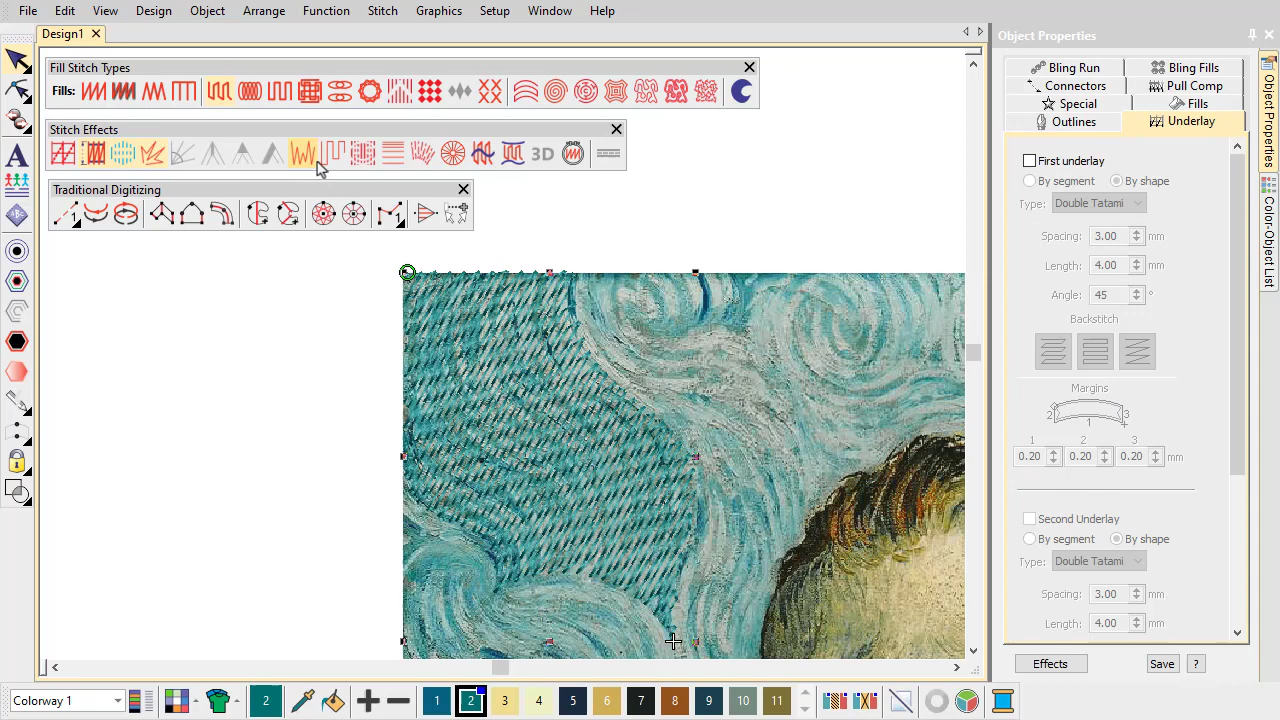 File Edit View Design Object Arrange Function Stitch Graphics Setup Window Help
Design1
Object Properties
Fill Stitch Types
Fills:
Stitch Effects
3D
Traditional Digitizing
Bling Run
Bling Fills
Connectors
Pull Comp
Special
Fills
Outlines
Underlay
First underlay
By segment
By shape
Type: Double Tatami
Spacing: 3.00 mm
Length: 4.00 mm
Angle: 45 °
Backstitch
Margins
2 3
1
1 2 3
0.20 0.20 0.20 mm
Second Underlay
By segment
By shape
Type: Double Tatami
Spacing: 3.00 mm
Length: 4.00 mm
Effects
Save
?
Object Properties
Color-Object List
Colorway 1
2
1 2 3 4 5 6 7 8 9 10 11